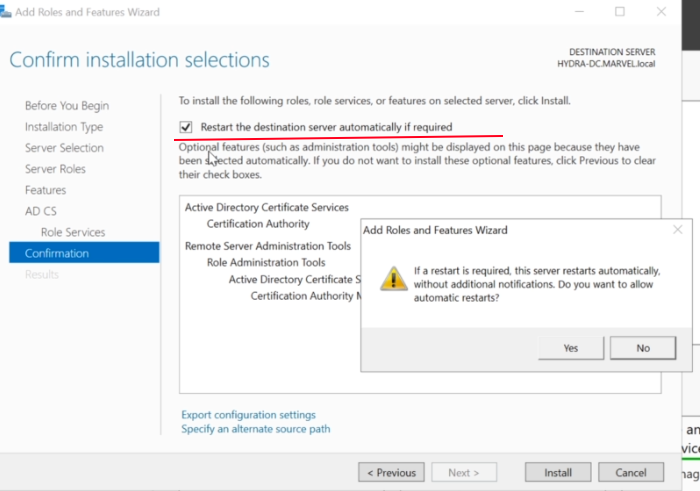 Add Roles and Features Wizard
Confirm installation selections
DESTINATION SERVER
HYDRA-DC.MARVEL.local
Before You Begin
Installation Type
Server Selection
Server Roles
Features
AD CS
Role Services
Confirmation
Results
To install the following roles, role services, or features on selected server, click Install.
Restart the destination server automatically if required
Optional features (such as administration tools) might be displayed on this page because they have
been selected automatically. If you do not want to install these optional features, click Previous to clear
their check boxes.
Active Directory Certificate Services
Certification Authority
Remote Server Administration Tools
Role Administration Tools
Active Directory Certificate S
Certification Authority M
Add Roles and Features Wizard
If a restart is required, this server restarts automatically,
without additional notifications. Do you want to allow
automatic restarts?
Yes
No
Export configuration settings
Specify an alternate source path
< Previous
Next >
Install
Cancel
an
vice
nag